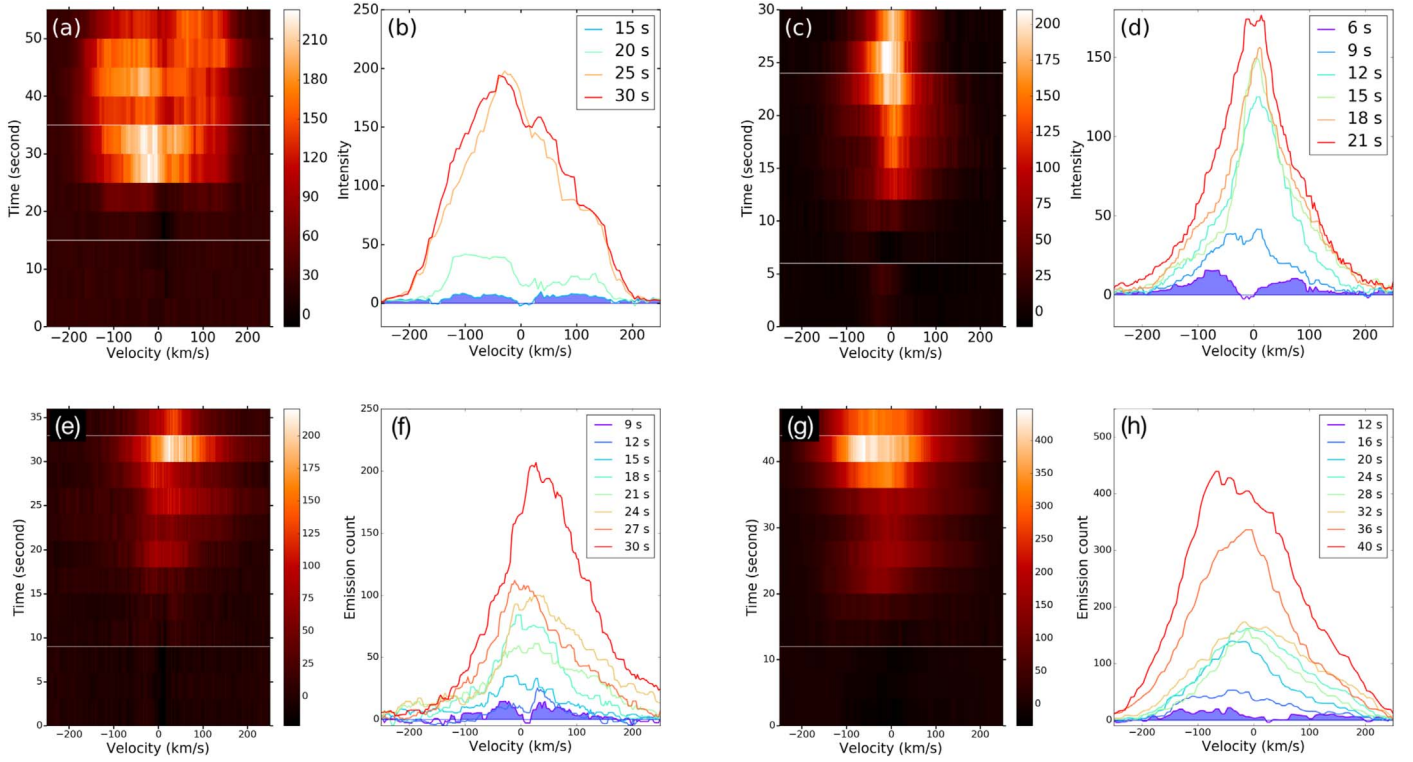 (a)
50
40
30
20
10
0
Time (second)
−200 −100 0 100 200
Velocity (km/s)
210
180
150
120
90
60
30
0
(b)
250
200
150
100
50
0
Intensity
−200 −100 0 100 200
Velocity (km/s)
15 s
20 s
25 s
30 s
(c)
30
25
20
15
10
5
0
Time (second)
−200 −100 0 100 200
Velocity (km/s)
200
175
150
125
100
75
50
25
0
(d)
150
100
50
0
Intensity
−200 −100 0 100 200
Velocity (km/s)
6 s
9 s
12 s
15 s
18 s
21 s
(e)
35
30
25
20
15
10
5
0
Time (second)
−200 −100 0 100 200
Velocity (km/s)
200
175
150
125
100
75
50
25
0
−20
(f)
250
200
150
100
50
0
Emission count
−200 −100 0 100 200
Velocity (km/s)
9 s
12 s
15 s
18 s
21 s
24 s
27 s
30 s
(g)
40
30
20
10
0
Time (second)
−200 −100 0 100 200
Velocity (km/s)
400
350
300
250
200
150
100
50
0
(h)
500
400
300
200
100
0
Emission count
−200 −100 0 100 200
Velocity (km/s)
12 s
16 s
20 s
24 s
28 s
32 s
36 s
40 s